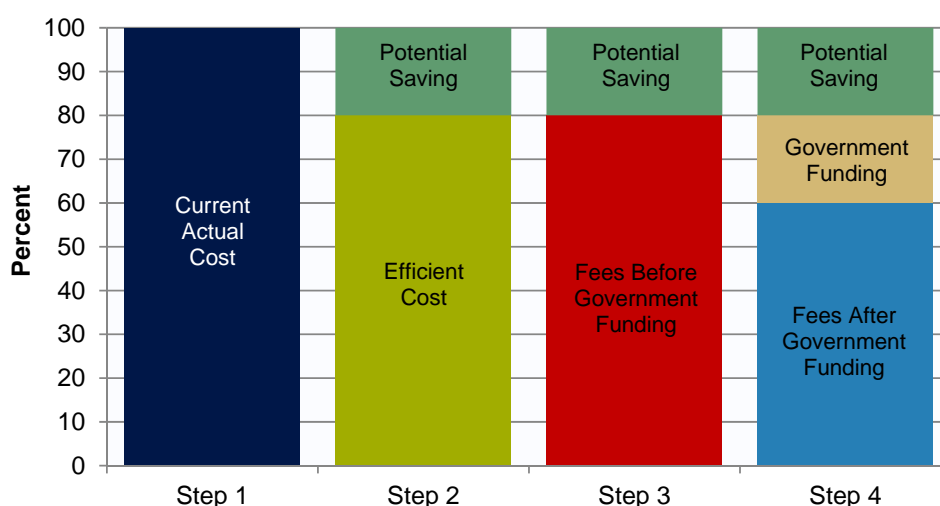 100
90
80
70
60
50
40
30
20
10
0
Percent
Current
Actual
Cost
Potential
Saving
Efficient
Cost
Potential
Saving
Fees Before
Government
Funding
Potential
Saving
Government
Funding
Fees After
Government
Funding
Step 1
Step 2
Step 3
Step 4